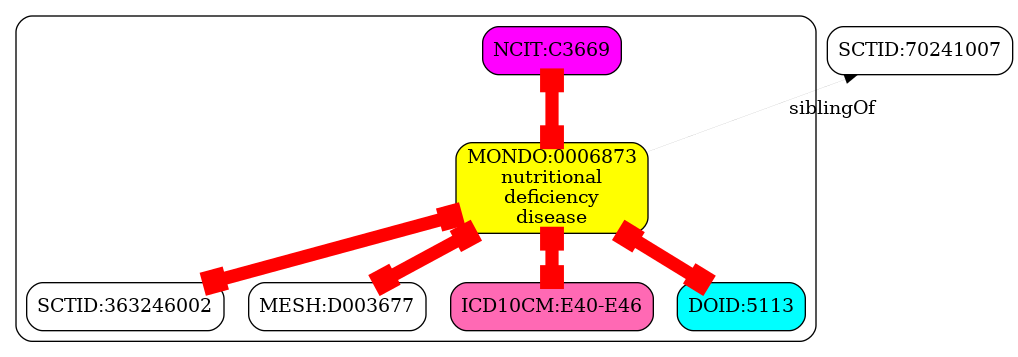 NCIT:C3669
SCTID:70241007
siblingOf
MONDO:0006873
nutritional
deficiency
disease
SCTID:363246002
MESH:D003677
ICD10CM:E40-E46
DOID:5113